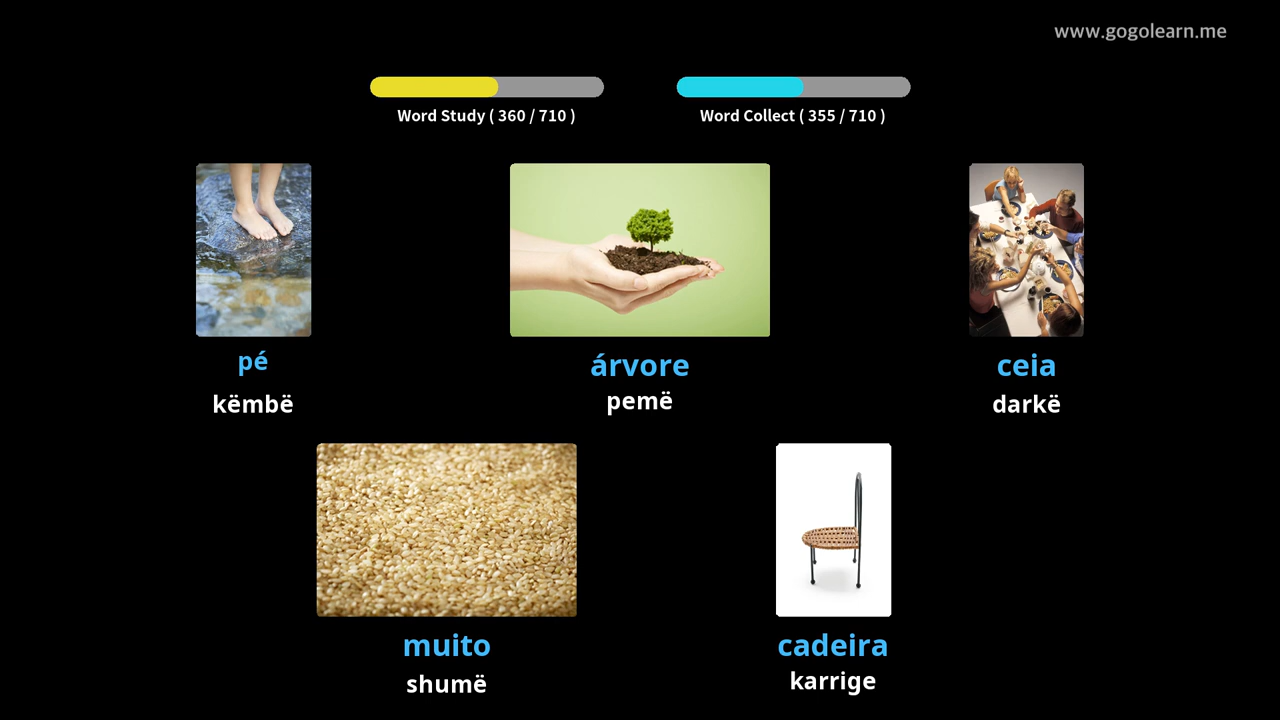 www.gogolearn.me
Word Study ( 360 / 710 )
Word Collect ( 355 / 710 )
pé
këmbë
árvore
pemë
ceia
darkë
muito
shumë
cadeira
karrige